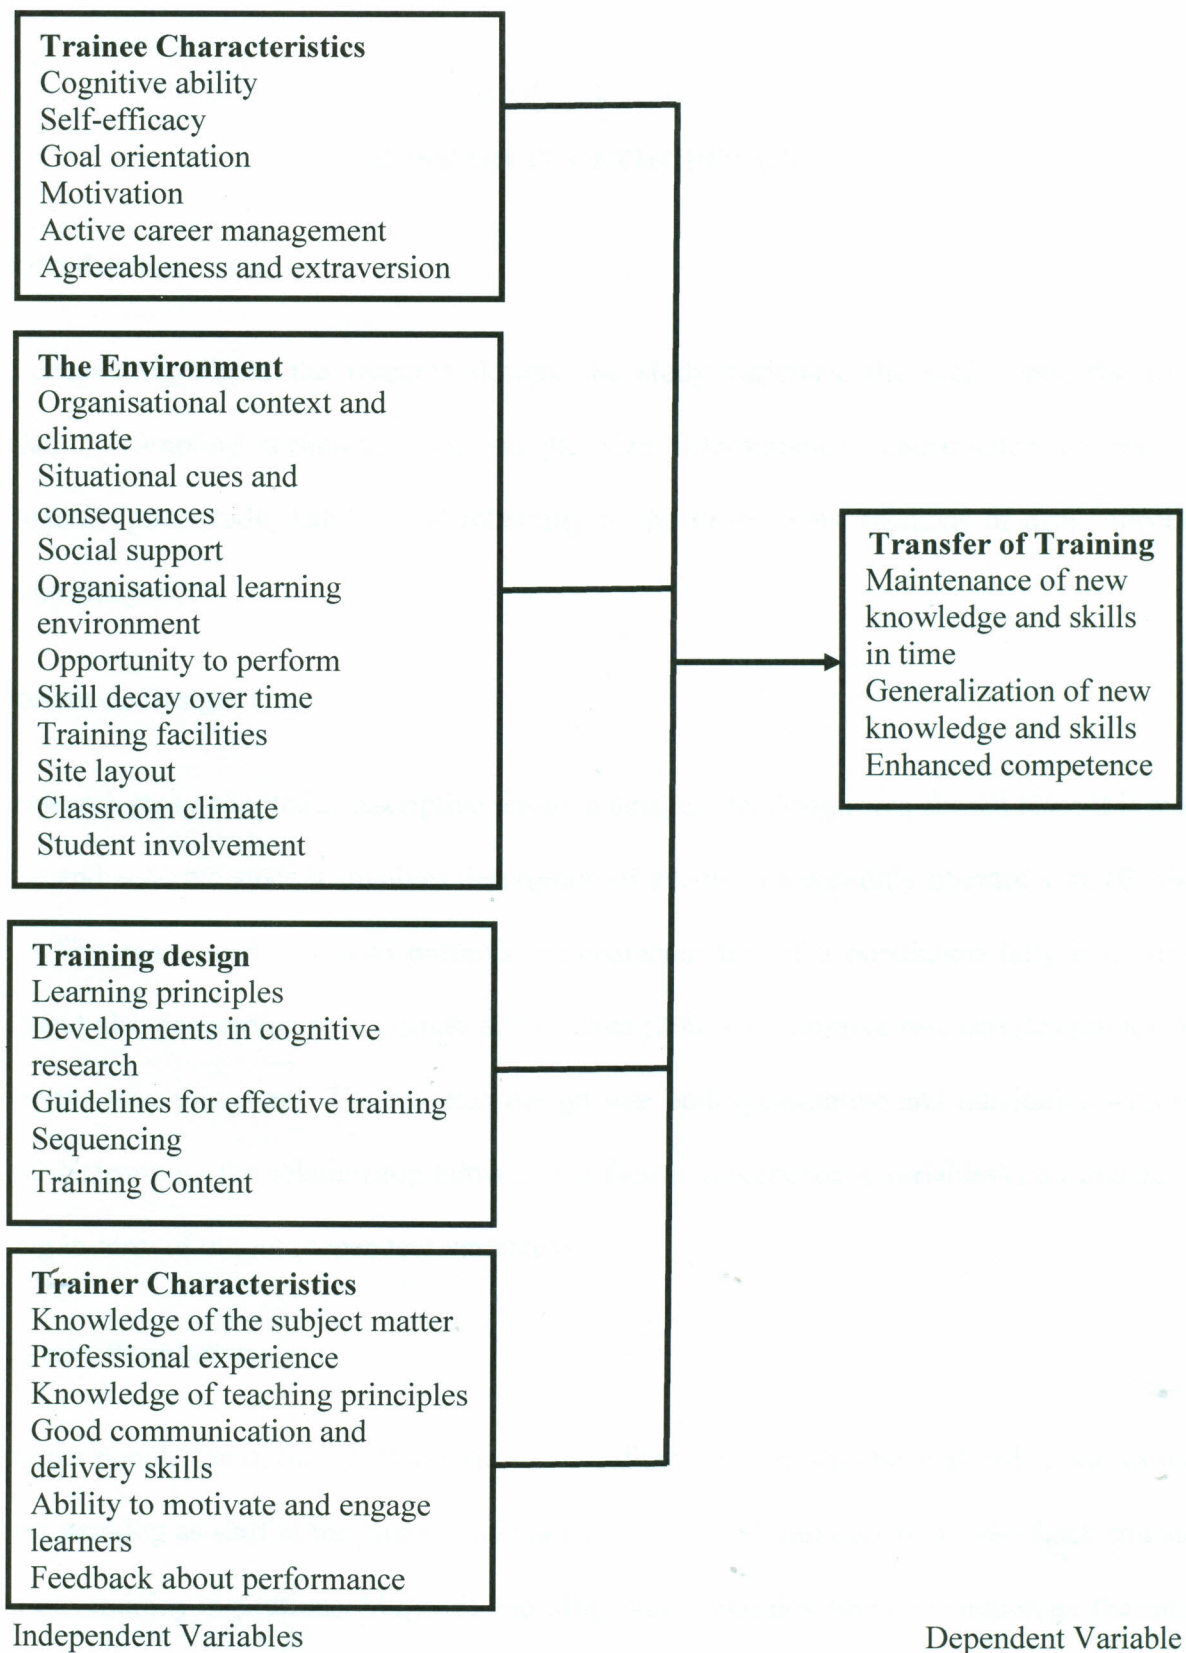 Trainee Characteristics
Cognitive ability
Self-efficacy
Goal orientation
Motivation
Active career management
Agreeableness and extraversion
The Environment
Organisational context and
climate
Situational cues and
consequences
Social support
Organisational learning
environment
Opportunity to perform
Skill decay over time
Training facilities
Site layout
Classroom climate
Student involvement
Training design
Learning principles
Developments in cognitive
research
Guidelines for effective training
Sequencing
Training Content
Trainer Characteristics
Knowledge of the subject matter
Professional experience
Knowledge of teaching principles
Good communication and
delivery skills
Ability to motivate and engage
learners
Feedback about performance
Independent Variables
Transfer of Training
Maintenance of new
knowledge and skills
in time
Generalization of new
knowledge and skills
Enhanced competence
Dependent Variable